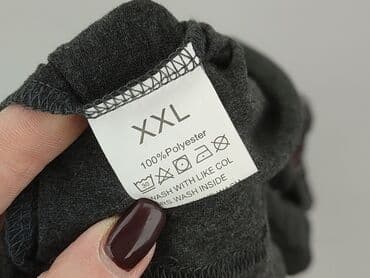 XXL
100%Polyester
30
WASH WITH LIKE COL
WASH INSIDE